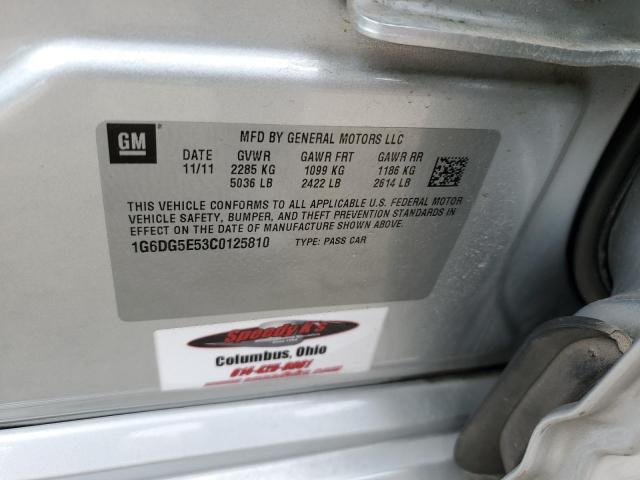 GM
MFD BY GENERAL MOTORS LLC
DATE GVWR GAWR FRT GAWR RR
11/11 2285 KG 1099 KG 1186 KG
5036 LB 2422 LB 2614 LB
THIS VEHICLE CONFORMS TO ALL APPLICABLE U.S. FEDERAL MOTOR
VEHICLE SAFETY, BUMPER, AND THEFT PREVENTION STANDARDS IN
EFFECT ON THE DATE OF MANUFACTURE SHOWN ABOVE.
1G6DG5E53C0125810 TYPE: PASS CAR
Speedy K's
Columbus, Ohio